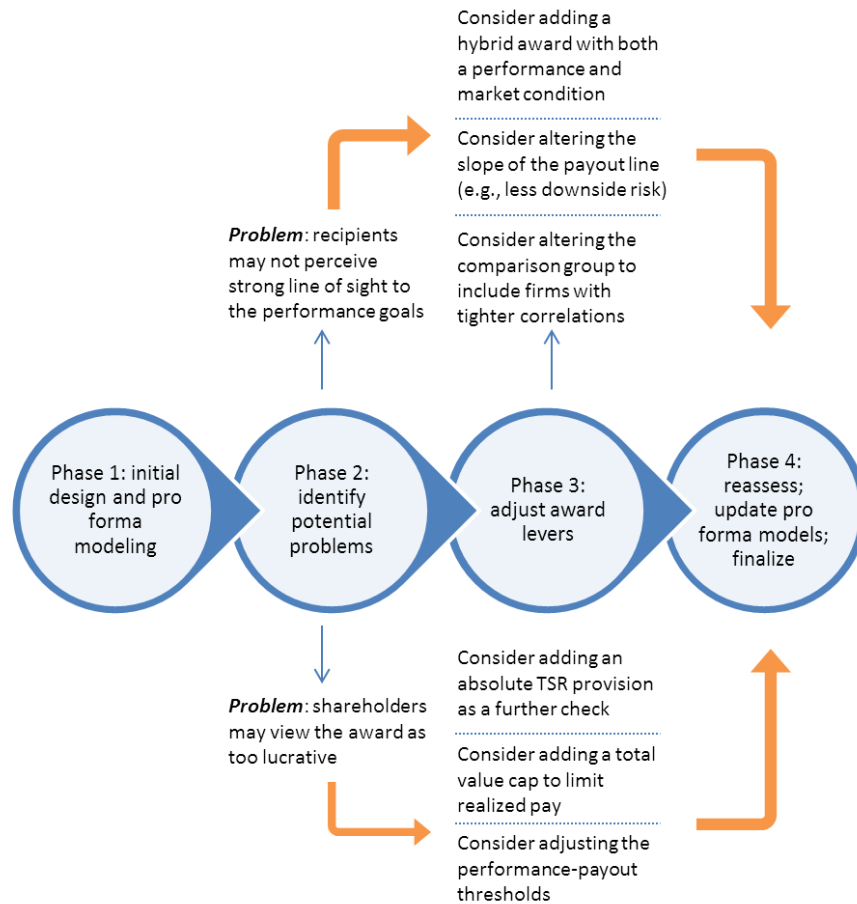 Consider adding a
hybrid award with both
a performance and
market condition
Consider altering the
slope of the payout line
(e.g., less downside risk)
Consider altering the
comparison group to
include firms with
tighter correlations
Problem: recipients
may not perceive
strong line of sight to
the performance goals
Phase 1: initial
design and pro
forma
modeling
Phase 2:
identify
potential
problems
Phase 3:
adjust award
levers
Phase 4:
reassess;
update pro
forma models;
finalize
Problem: shareholders
may view the award as
too lucrative
Consider adding an
absolute TSR provision
as a further check
Consider adding a total
value cap to limit
realized pay
Consider adjusting the
performance-payout
thresholds